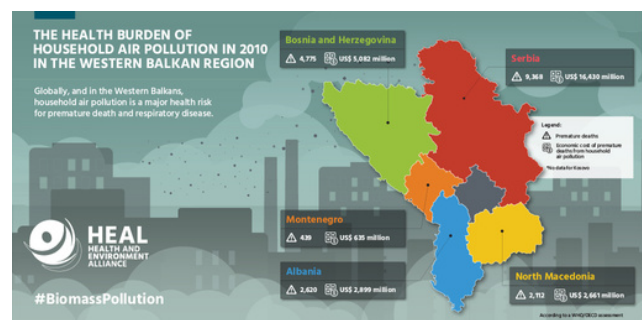 THE HEALTH BURDEN OF
HOUSEHOLD AIR POLLUTION IN 2010
IN THE WESTERN BALKAN REGION
Globally, and in the Western Balkans,
household air pollution is a major health risk
for premature death and respiratory disease.
Bosnia and Herzegovina
4,775 US$ 5,082 million
Serbia
9,368 US$ 16,430 million
Legend:
Premature deaths
Economic cost of premature
deaths from household
air pollution
*No data for Kosovo
Montenegro
439 US$ 635 million
Albania
2,620 US$ 2,899 million
North Macedonia
2,112 US$ 2,661 million
HEAL
HEALTH AND
ENVIRONMENT
ALLIANCE
#BiomassPollution
According to a WHO/OECD assessment